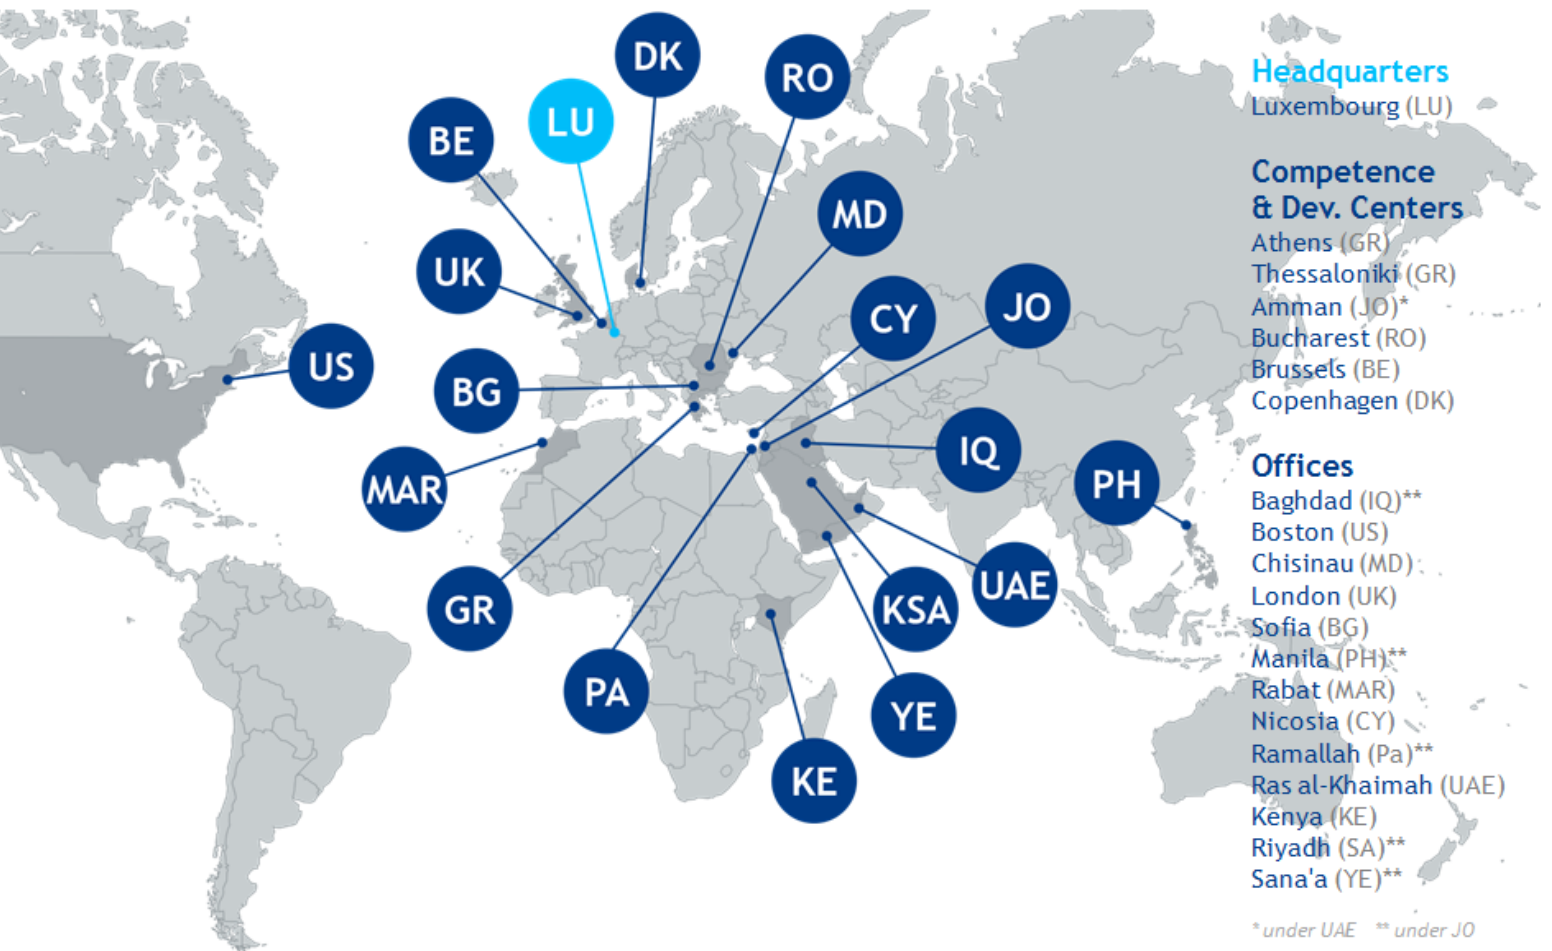 DK
RO
LU
BE
MD
UK
JO
CY
US
BG
IQ
MAR
PH
UAE
GR
KSA
PA
YE
KE
Headquarters
Luxembourg (LU)
Competence
& Dev. Centers
Athens (GR)
Thessaloniki (GR)
Amman (JO)*
Bucharest (RO)
Brussels (BE)
Copenhagen (DK)
Offices
Baghdad (IQ)**
Boston (US)
Chisinau (MD)
London (UK)
Sofia (BG)
Manila (PH)**
Rabat (MAR)
Nicosia (CY)
Ramallah (Pa)**
Ras al-Khaimah (UAE)
Kenya (KE)
Riyadh (SA)**
Sana'a (YE)**
* under UAE ** under JO